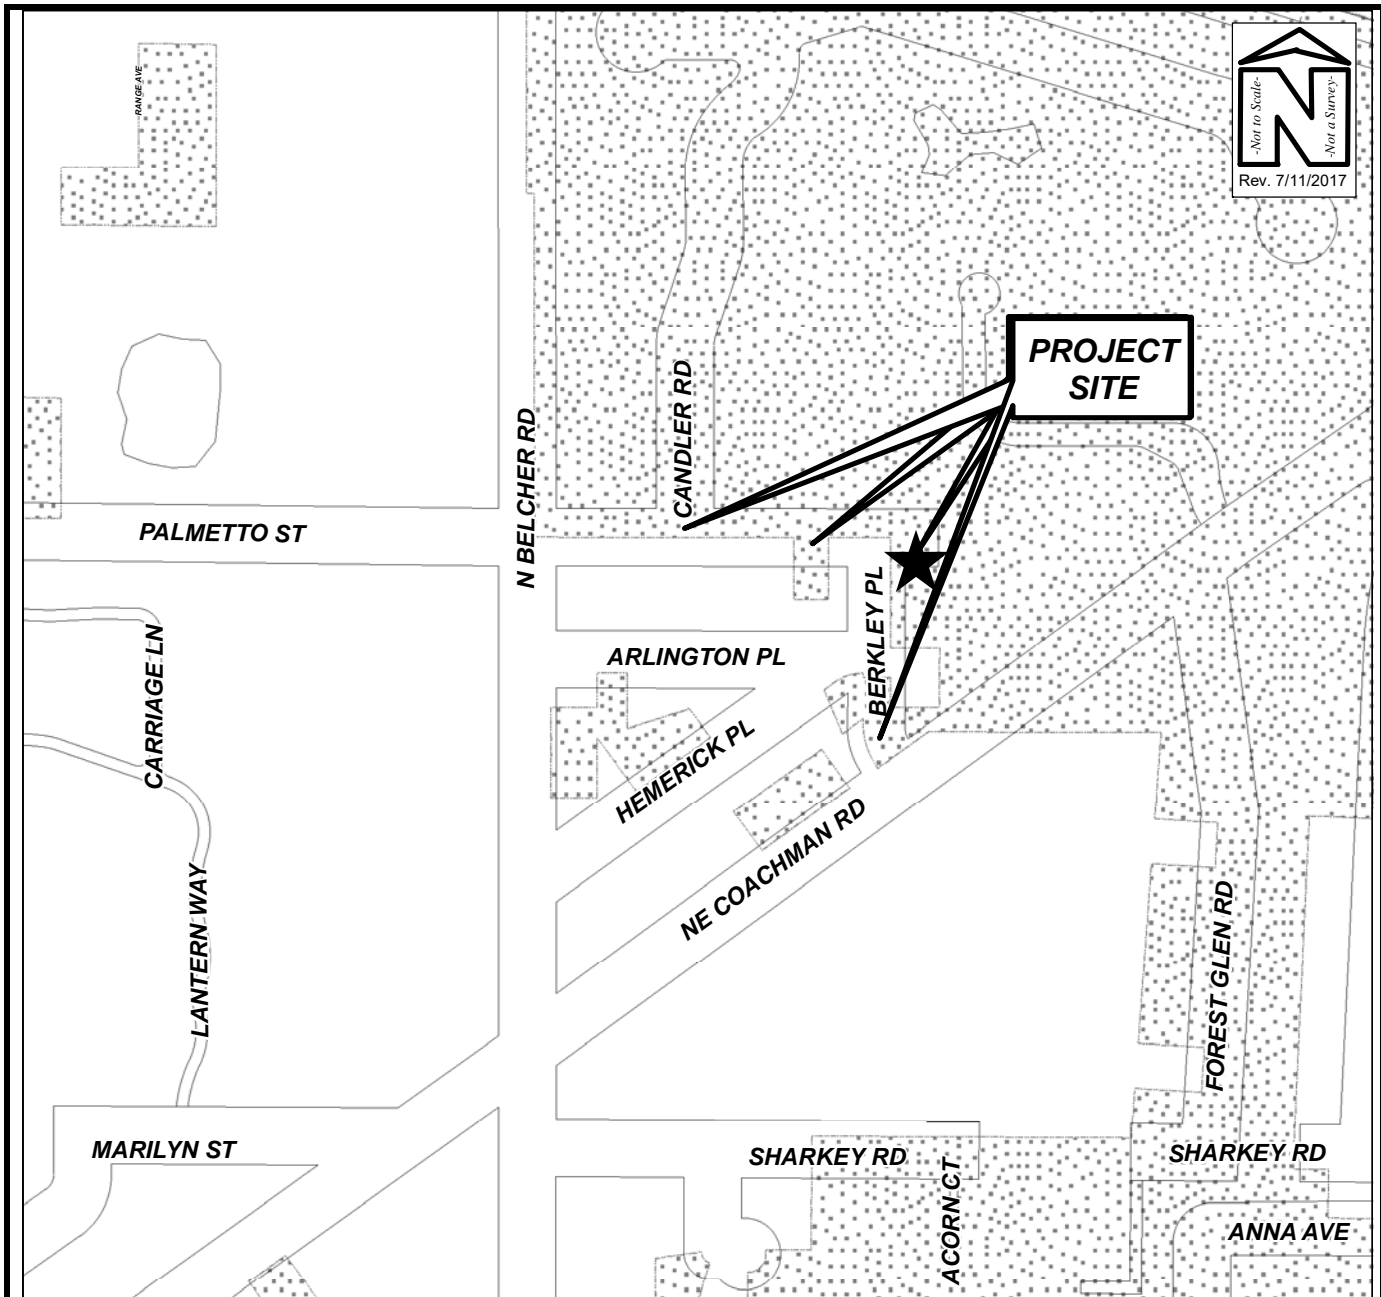 RANGE AVE
-Not to Scale-
-Not a Survey-
Rev. 7/11/2017
PROJECT
SITE
CANDLER RD
N BELCHER RD
PALMETTO ST
BERKLEY PL
CARRIAGE LN
ARLINGTON PL
HEMERICK PL
NE COACHMAN RD
LANTERN WAY
FOREST GLEN RD
MARILYN ST
SHARKEY RD
SHARKEY RD
ACORN CT
ANNA AVE